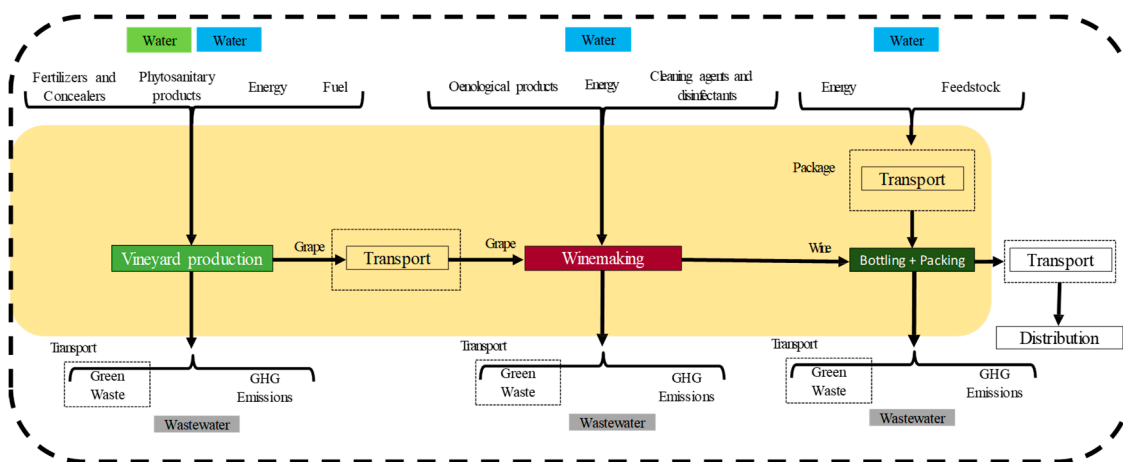 Water
Water
Water
Water
Fertilizers and
Concealers
Phytosanitary
products
Energy
Fuel
Oenological products
Energy
Cleaning agents and
disinfectants
Energy
Feedstock
Package
Transport
Vineyard production
Grape
Transport
Grape
Winemaking
Wine
Bottling + Packing
Transport
Distribution
Transport
Green
Waste
GHG
Emissions
Wastewater
Transport
Green
Waste
GHG
Emissions
Wastewater
Transport
Green
Waste
GHG
Emissions
Wastewater